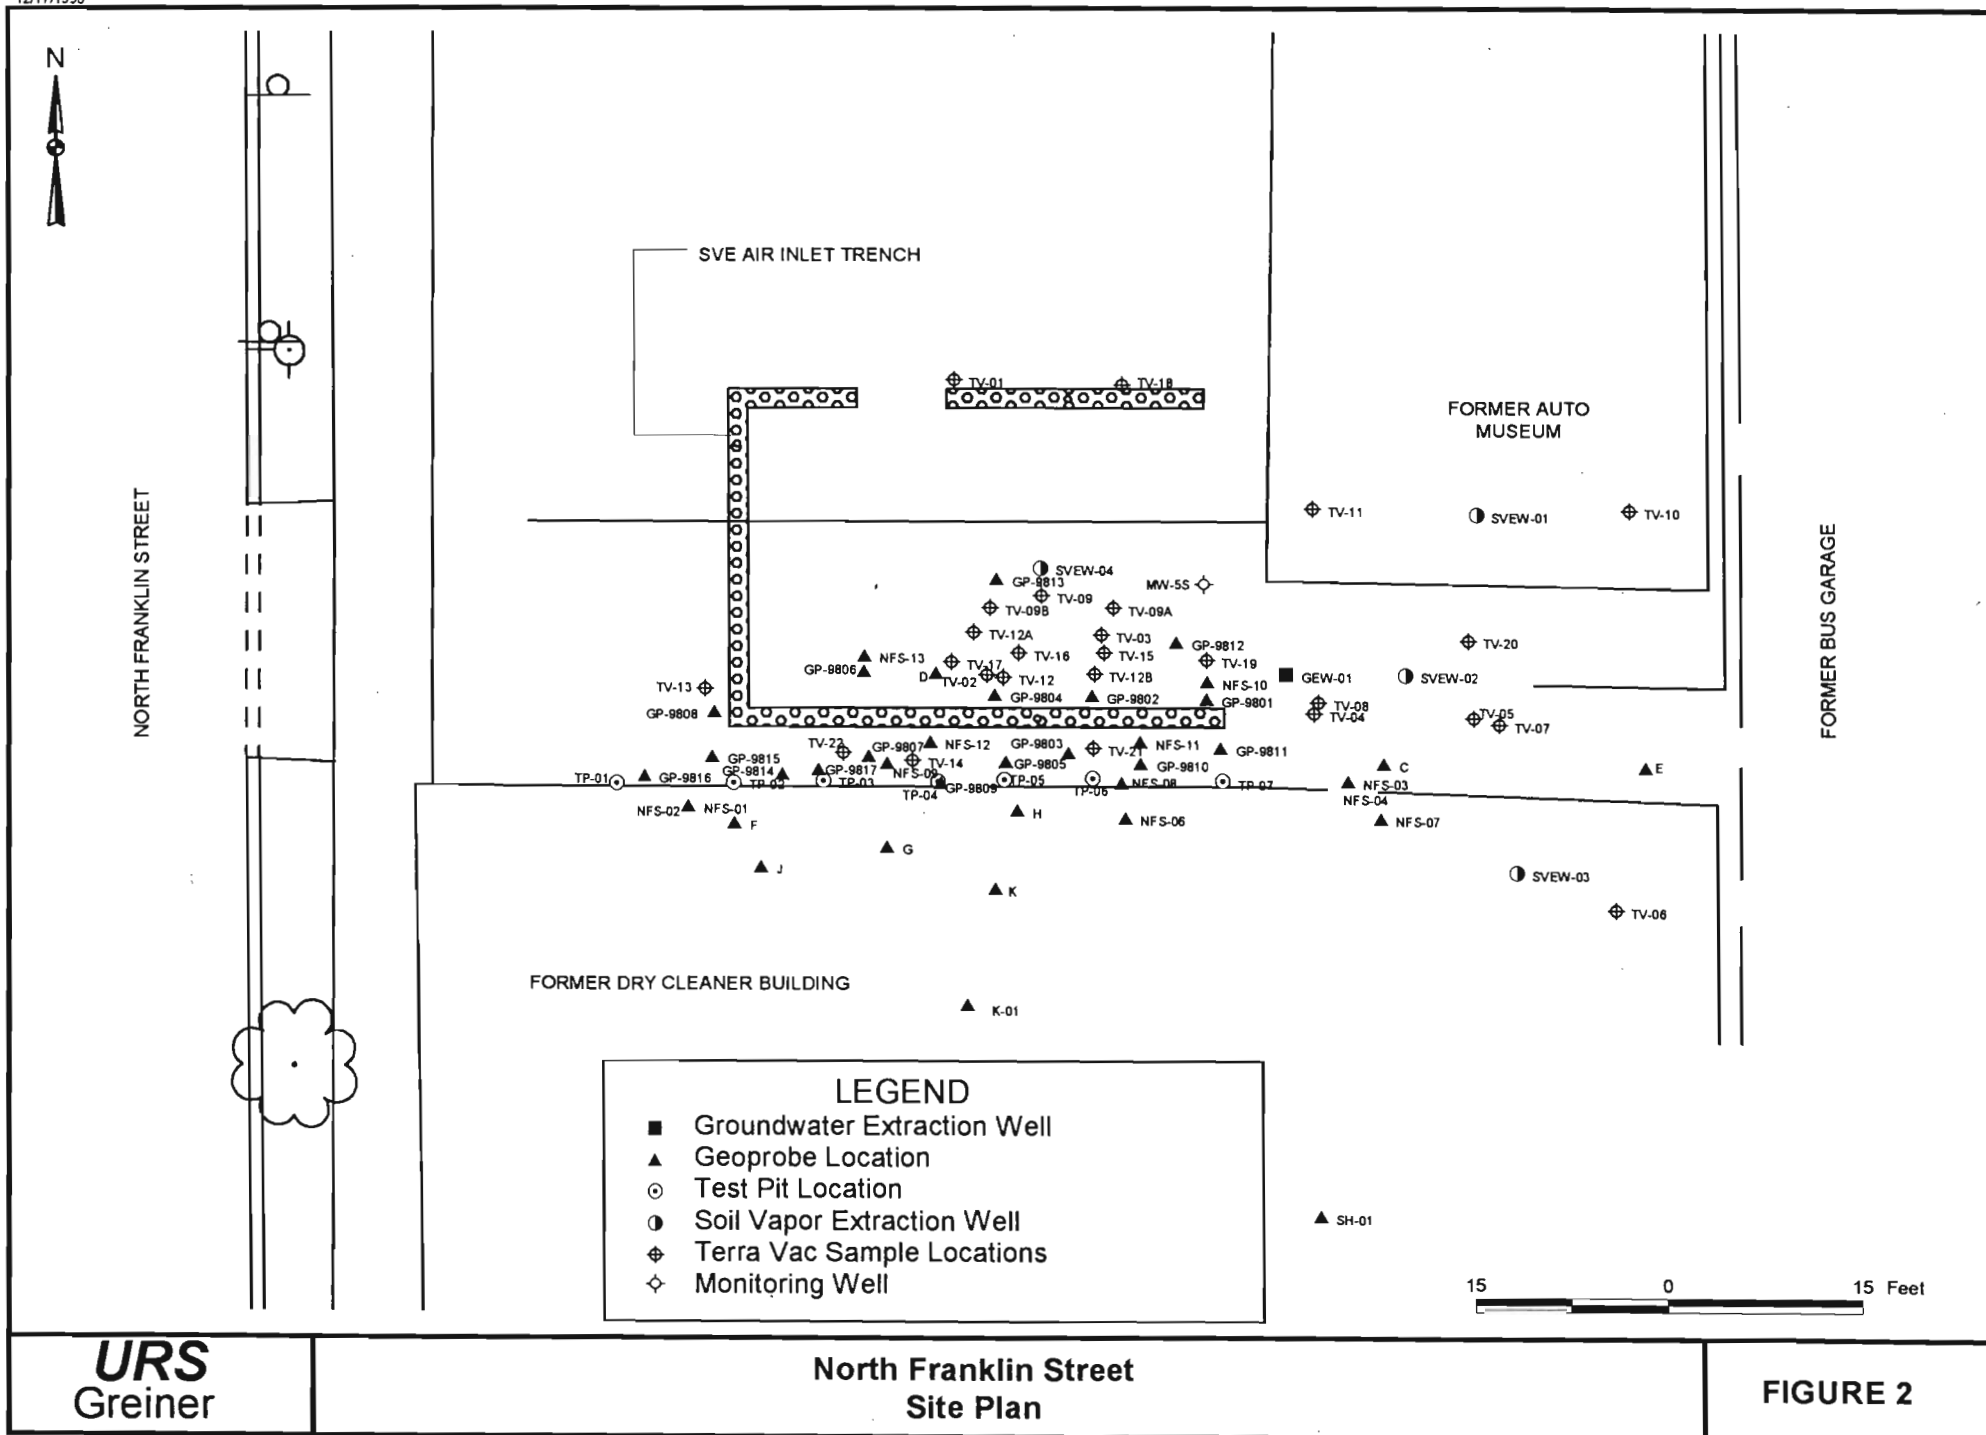 N
SVE AIR INLET TRENCH
TV-01
TV-18
FORMER AUTO
MUSEUM
NORTH FRANKLIN STREET
FORMER BUS GARAGE
TV-11
SVEW-01
TV-10
SVEW-04
GP-9813
MW-5S
TV-09
TV-09B
TV-09A
TV-12A
TV-03
GP-9812
TV-20
NFS-13
TV-17
TV-16
TV-15
TV-19
GP-9806
D
TV-02
TV-12
TV-12B
NFS-10
GEW-01
SVEW-02
TV-13
GP-9804
GP-9802
GP-9801
TV-08
GP-9808
TV-04
TV-05
TV-07
TV-22
GP-9807
NFS-12
GP-9803
TV-21
NFS-11
GP-9811
GP-9815
TV-14
GP-9805
GP-9810
C
E
TP-01
GP-9816
GP-9814
GP-9817
NFS-09
TP-02
TP-03
TP-04
GP-9809
TP-05
TP-06
NFS-08
TP-07
NFS-03
NFS-04
NFS-02
NFS-01
F
H
NFS-06
NFS-07
G
J
K
SVEW-03
TV-06
FORMER DRY CLEANER BUILDING
K-01
LEGEND
Groundwater Extraction Well
Geoprobe Location
Test Pit Location
Soil Vapor Extraction Well
Terra Vac Sample Locations
Monitoring Well
SH-01
15 0 15 Feet
URS
Greiner
North Franklin Street
Site Plan
FIGURE 2